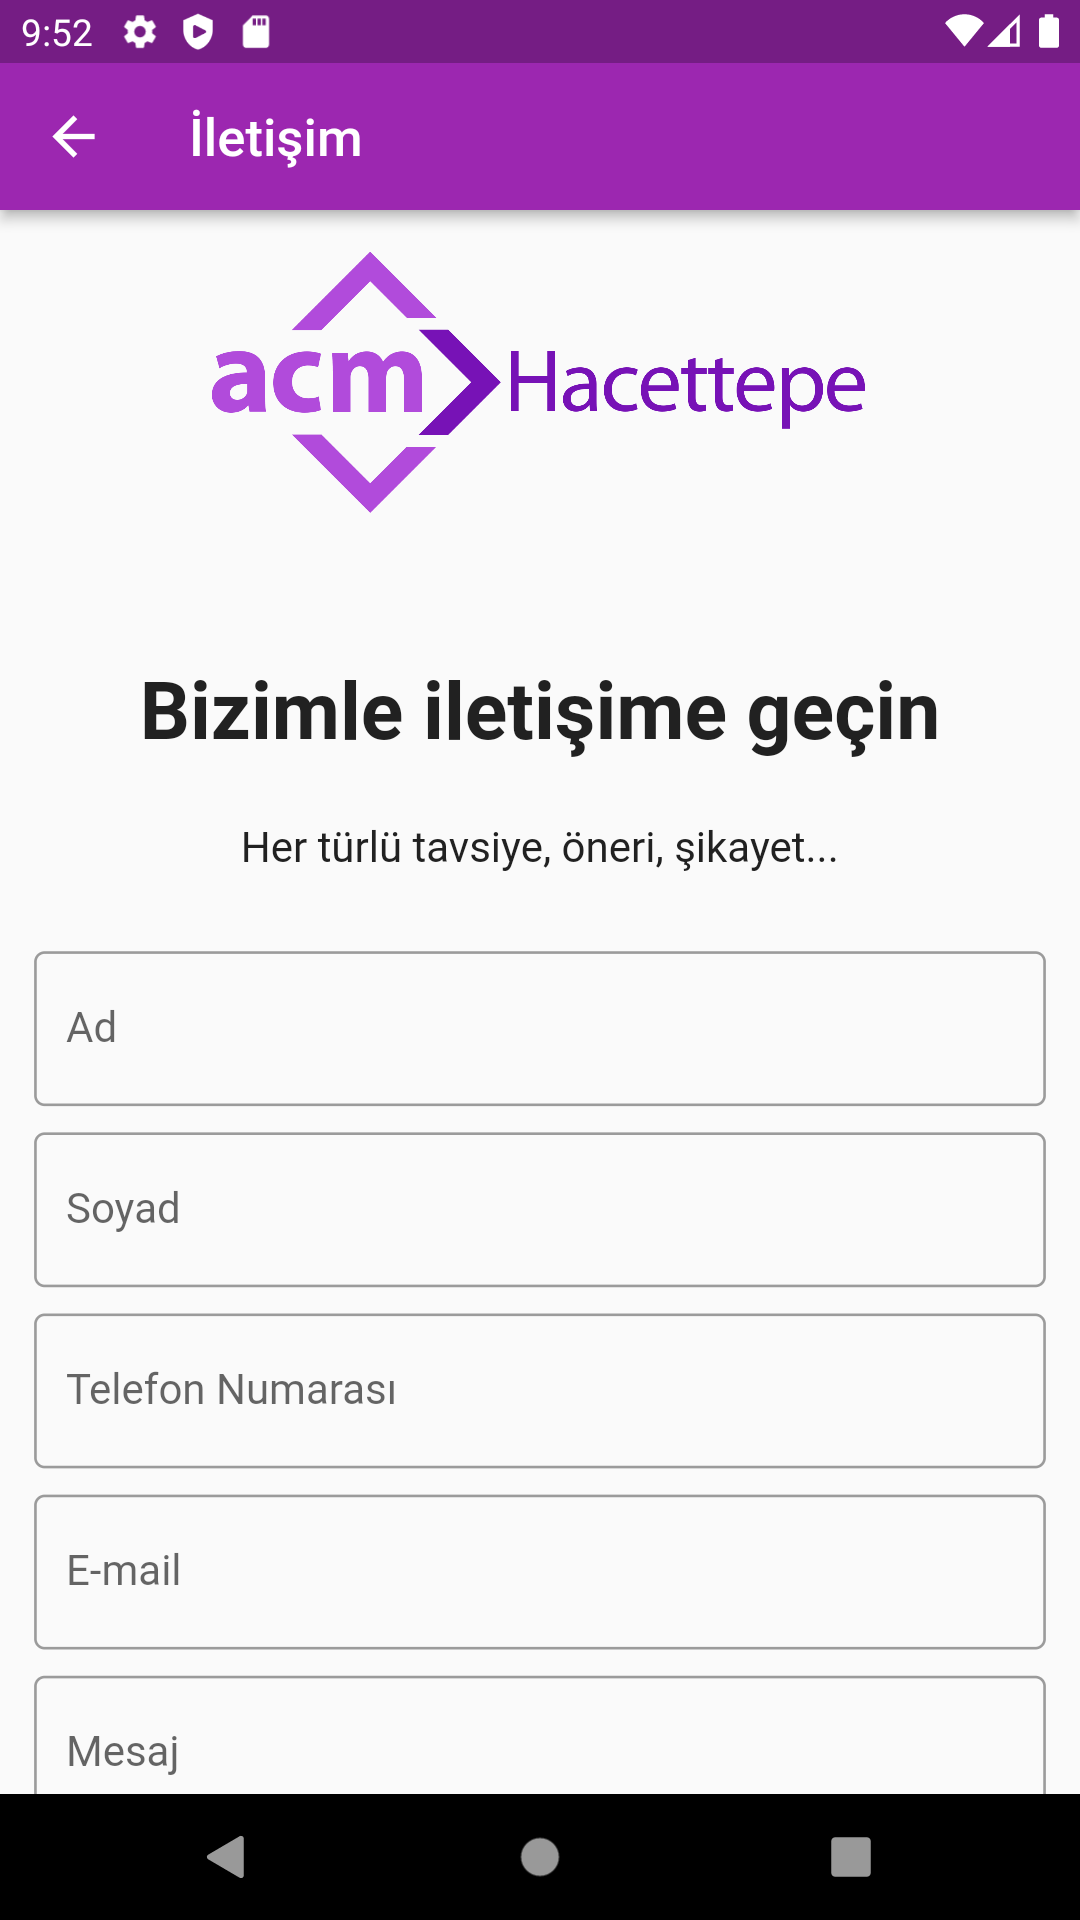 9:52
İletişim
acm Hacettepe
Bizimle iletişime geçin
Her türlü tavsiye, öneri, şikayet...
Ad
Soyad
Telefon Numarası
E-mail
Mesaj